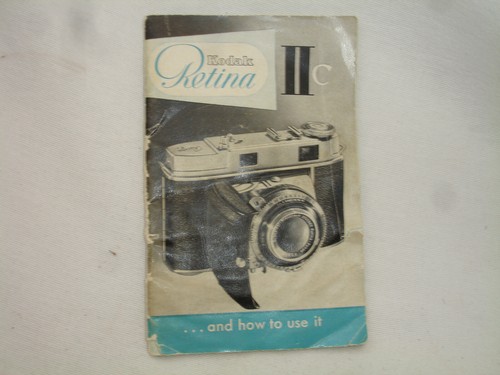 Kodak
Retina
IIC
...and how to use it